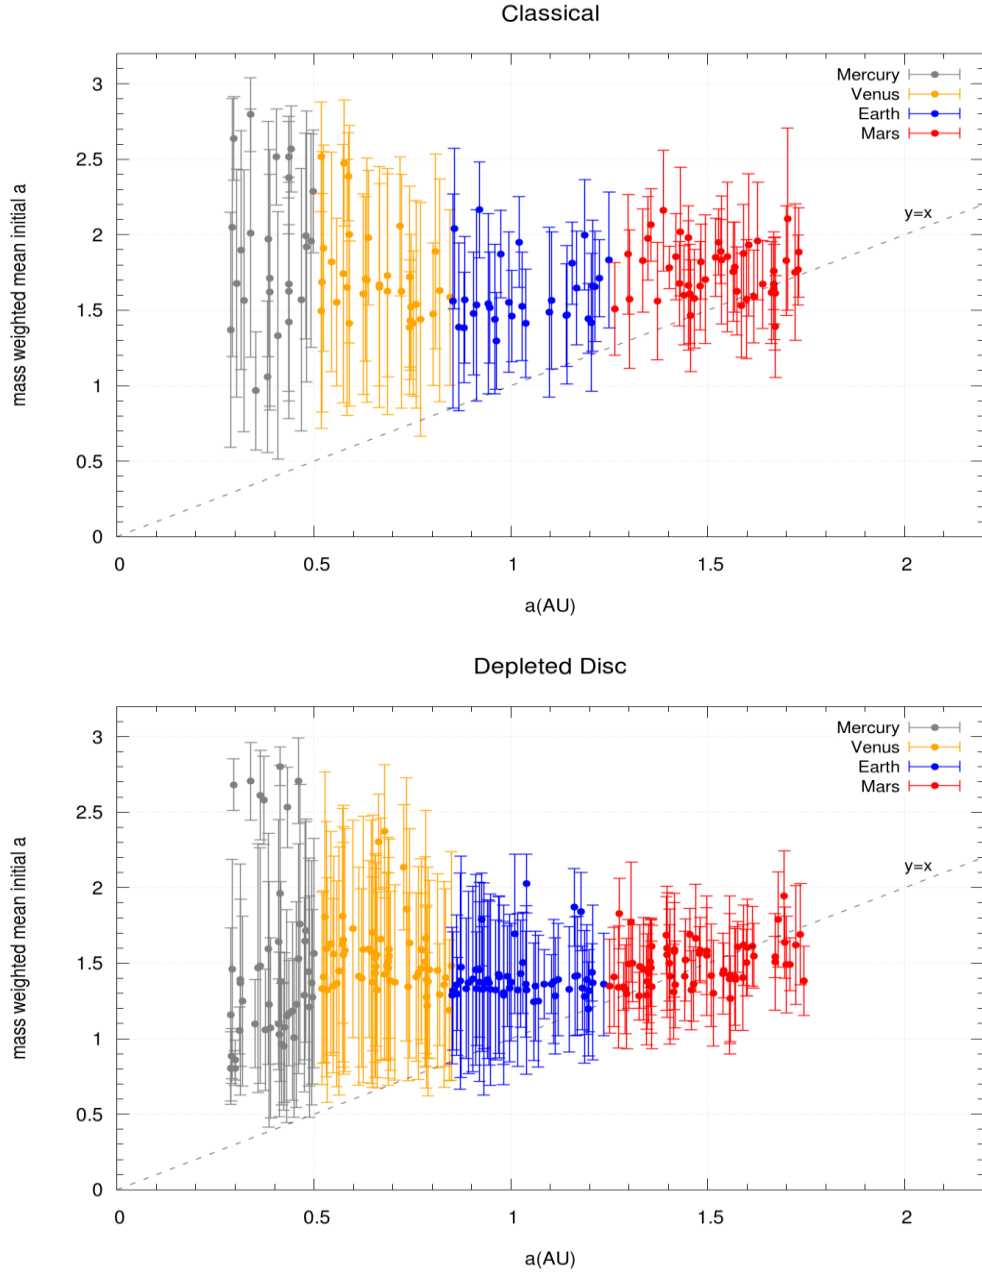 Classical
mass weighted mean initial a
3
2.5
2
1.5
1
0.5
0
Mercury
Venus
Earth
Mars
y=x
0 0.5 1 1.5 2
a(AU)
Depleted Disc
mass weighted mean initial a
3
2.5
2
1.5
1
0.5
0
Mercury
Venus
Earth
Mars
y=x
0 0.5 1 1.5 2
a(AU)